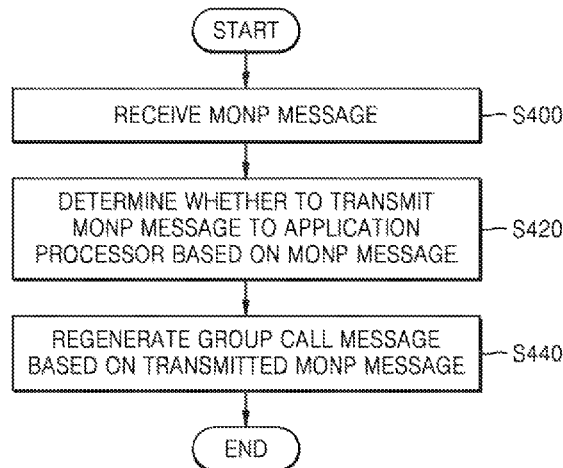 START
RECEIVE MONP MESSAGE
S400
DETERMINE WHETHER TO TRANSMIT
MONP MESSAGE TO APPLICATION
PROCESSOR BASED ON MONP MESSAGE
S420
REGENERATE GROUP CALL MESSAGE
BASED ON TRANSMITTED MONP MESSAGE
S440
END